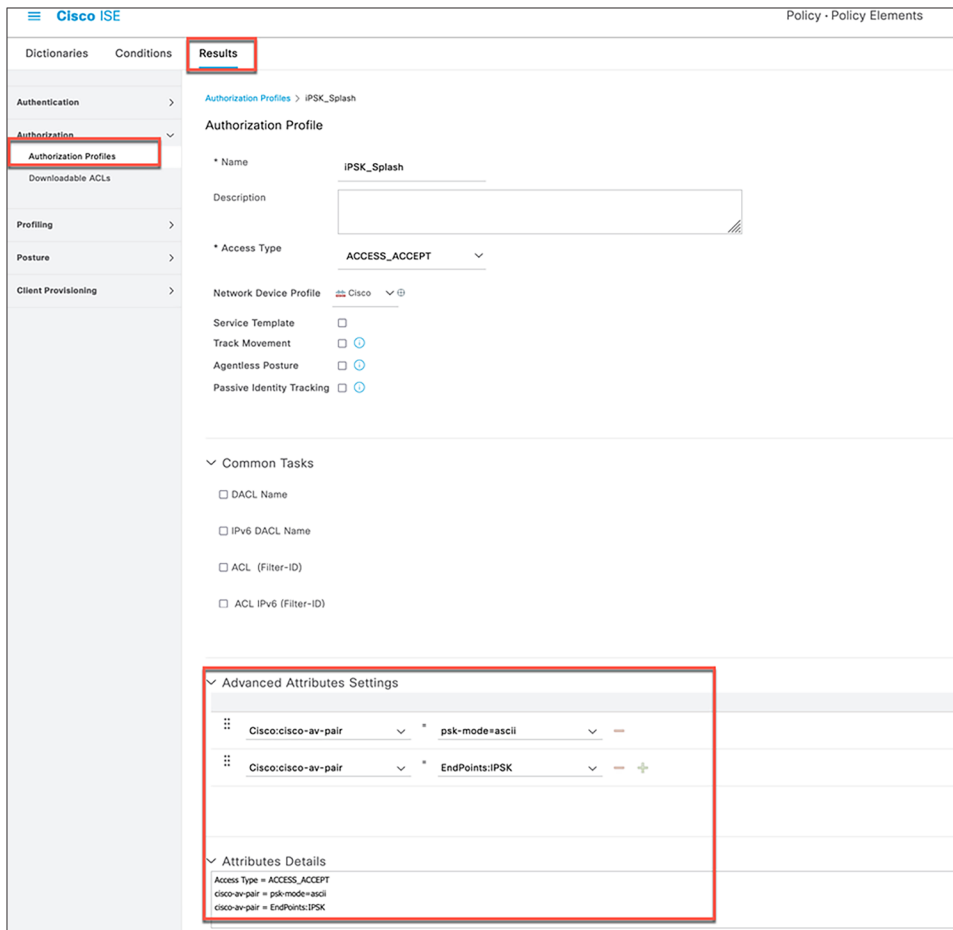 Cisco ISE
Policy · Policy Elements
Dictionaries Conditions Results
Authentication
Authorization
Authorization Profiles
Downloadable ACLs
Profiling
Posture
Client Provisioning
Authorization Profiles > iPSK_Splash
Authorization Profile
* Name iPSK_Splash
Description
* Access Type ACCESS_ACCEPT
Network Device Profile Cisco
Service Template
Track Movement
Agentless Posture
Passive Identity Tracking
Common Tasks
DACL Name
IPv6 DACL Name
ACL (Filter-ID)
ACL IPv6 (Filter-ID)
Advanced Attributes Settings
Cisco:cisco-av-pair * psk-mode=ascii
Cisco:cisco-av-pair * EndPoints:IPSK
Attributes Details
Access Type = ACCESS_ACCEPT
cisco-av-pair = psk-mode=ascii
cisco-av-pair = EndPoints:IPSK